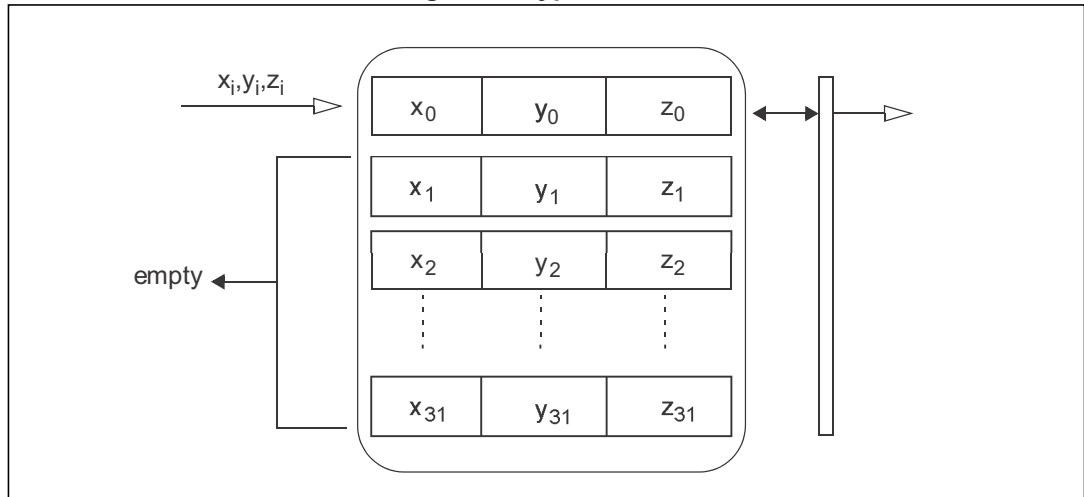 xᵢ,yᵢ,zᵢ
x₀ y₀ z₀
x₁ y₁ z₁
x₂ y₂ z₂
empty
x₃₁ y₃₁ z₃₁